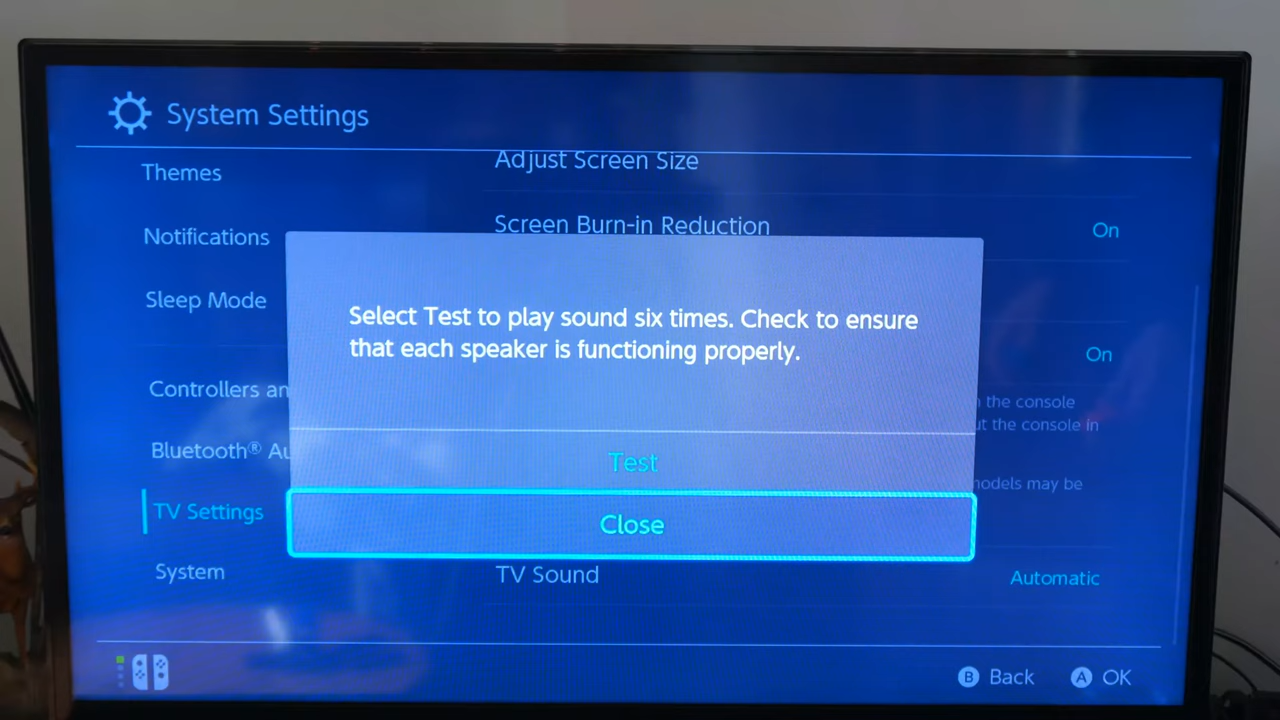 System Settings
Themes
Notifications
Sleep Mode
Controllers an
Bluetooth® Au
TV Settings
System
Adjust Screen Size
Screen Burn-in Reduction
On
On
the console
ut the console in
models may be
TV Sound
Automatic
Select Test to play sound six times. Check to ensure
that each speaker is functioning properly.
Test
Close
B Back
A OK